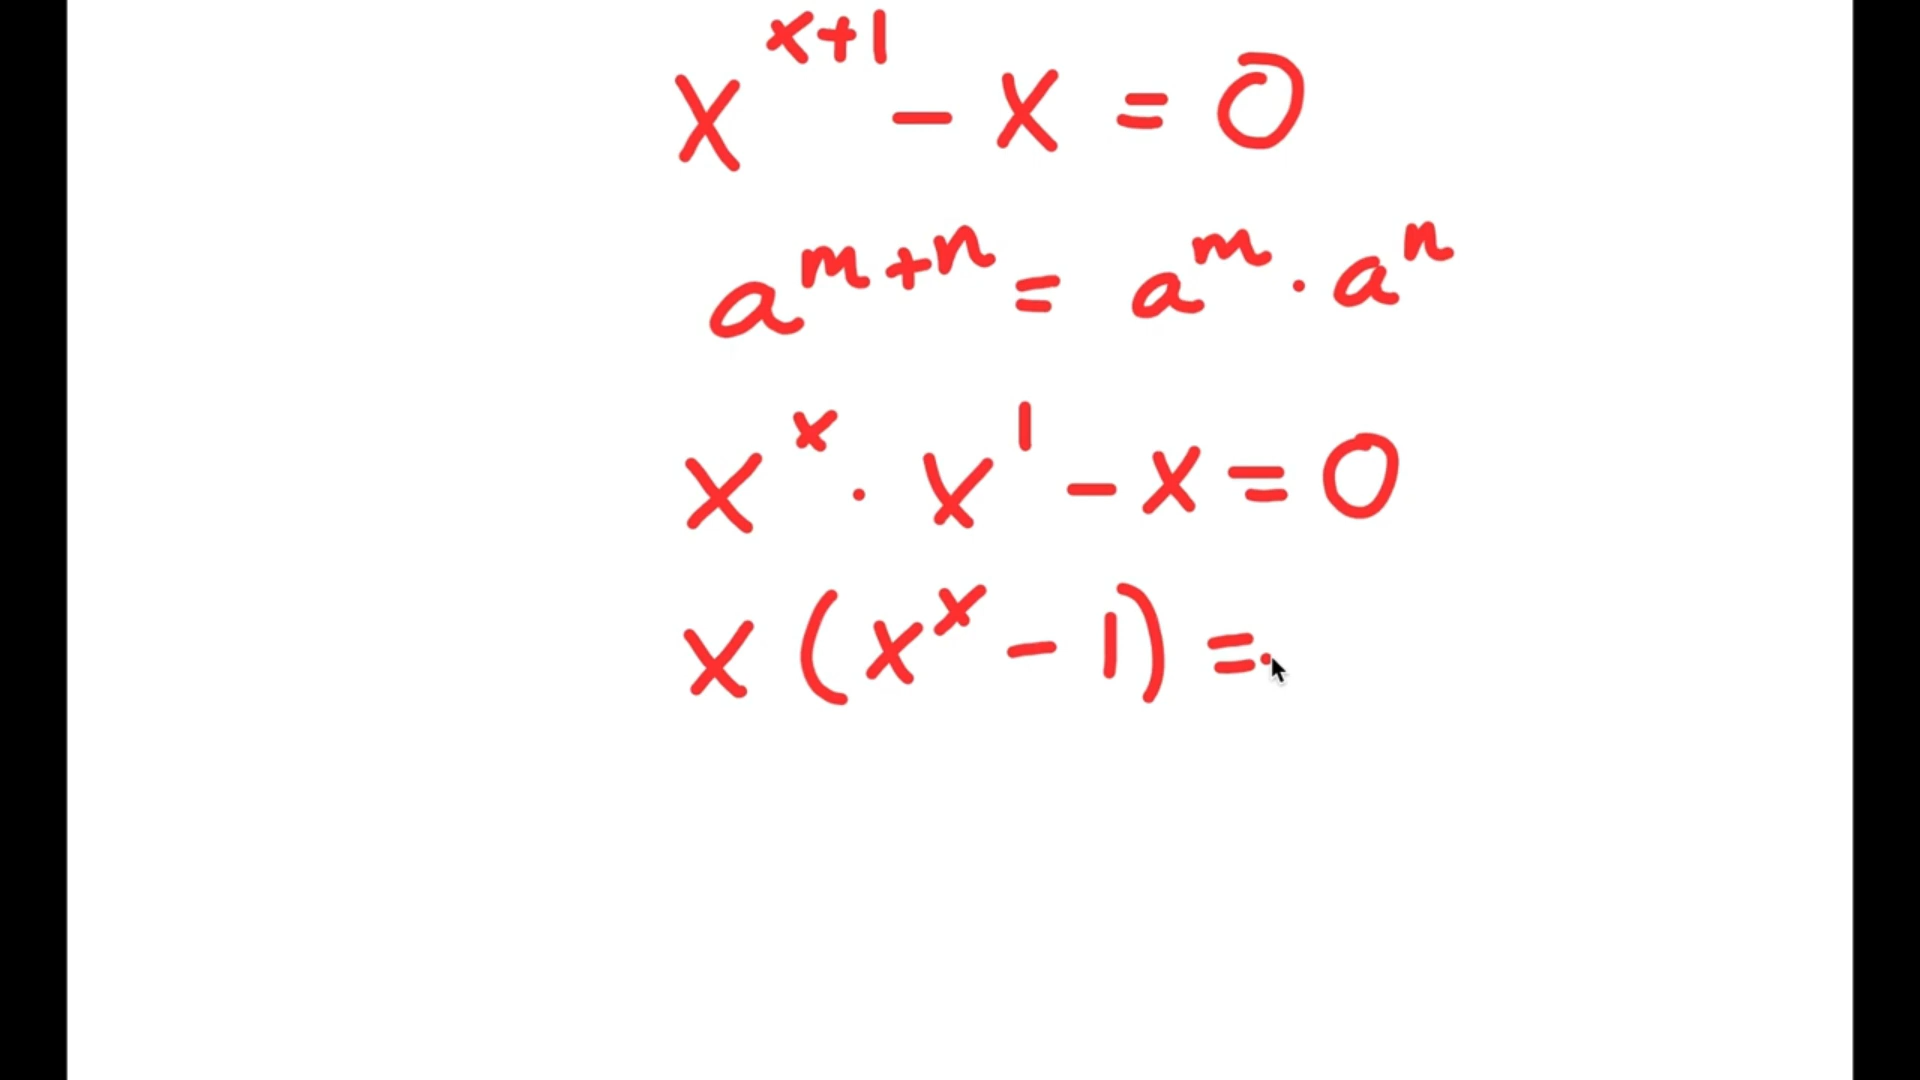 x^{x+1} - x = 0
a^{m+n} = a^m · a^n
x^x · x^1 - x = 0
x (x^x - 1) =